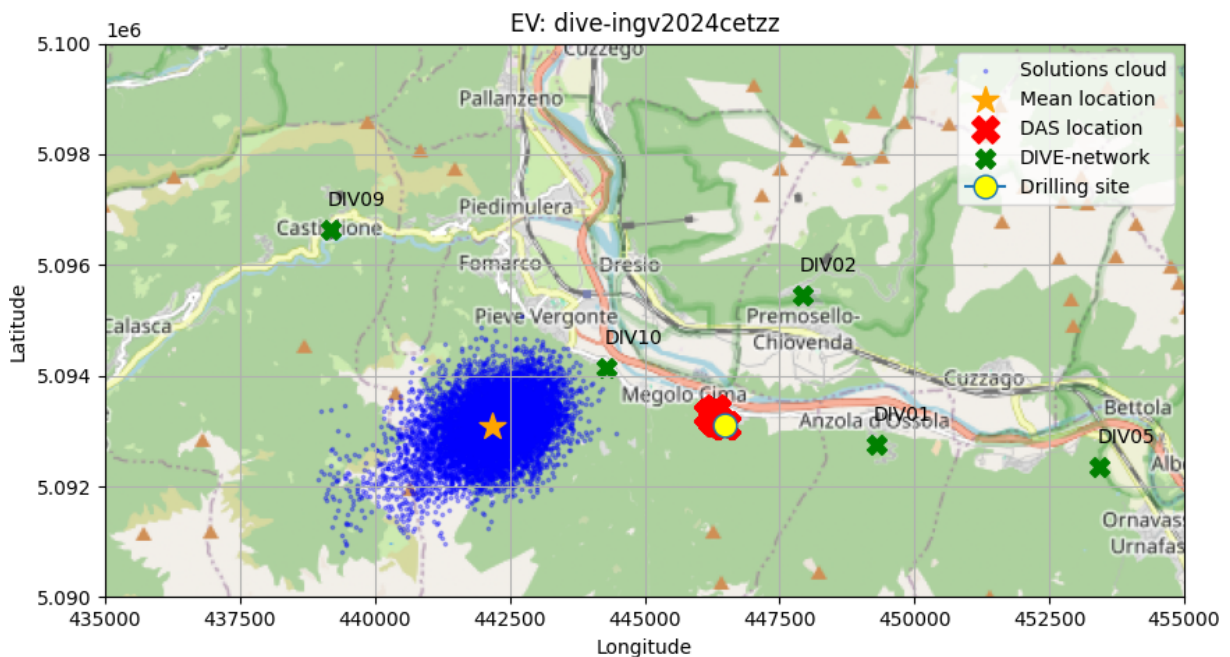 EV: dive-ingv2024cetzz
1e6
5.100
5.098
5.096
5.094
5.092
5.090
Latitude
Cuzzego
Pallanzeno
Solutions cloud
Mean location
DAS location
DIVE-network
Drilling site
DIV09
Piedimulera
Fomarco
Dresio
DIV02
Calasca
Pieve Vergonte
Premosello-
Chiovenda
DIV10
Megolo Cima
Cuzzago
DIV01
Anzola d'Ossola
Bettola
DIV05
Ornavass
Urnafas
435000
437500
440000
442500
445000
447500
450000
452500
455000
Longitude